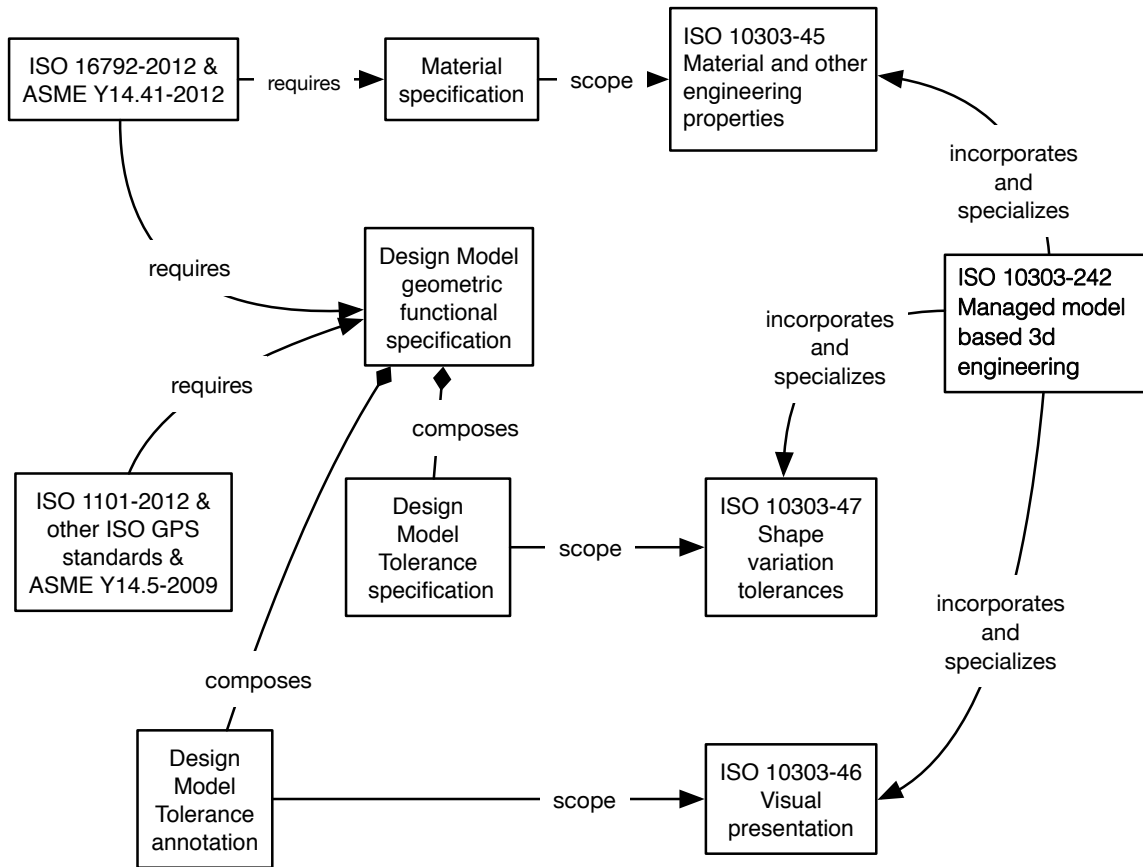 ISO 16792-2012 &
ASME Y14.41-2012
requires
Material
specification
scope
ISO 10303-45
Material and other
engineering
properties
incorporates
and
specializes
requires
Design Model
geometric
functional
specification
ISO 10303-242
Managed model
based 3d
engineering
incorporates
and
specializes
requires
composes
ISO 1101-2012 &
other ISO GPS
standards &
ASME Y14.5-2009
Design
Model
Tolerance
specification
scope
ISO 10303-47
Shape
variation
tolerances
incorporates
and
specializes
composes
Design
Model
Tolerance
annotation
scope
ISO 10303-46
Visual
presentation